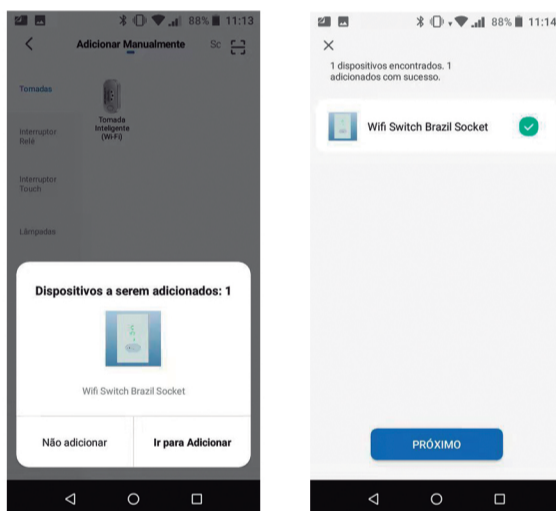 88% 11:13
Adicionar Manualmente Sc
Tomadas
Tomada
Inteligente
(Wi-Fi)
Interruptor
Relé
Interruptor
Touch
Lâmpadas
Dispositivos a serem adicionados: 1
Wifi Switch Brazil Socket
Não adicionar Ir para Adicionar
88% 11:14
1 dispositivos encontrados. 1
adicionados com sucesso.
Wifi Switch Brazil Socket
PRÓXIMO